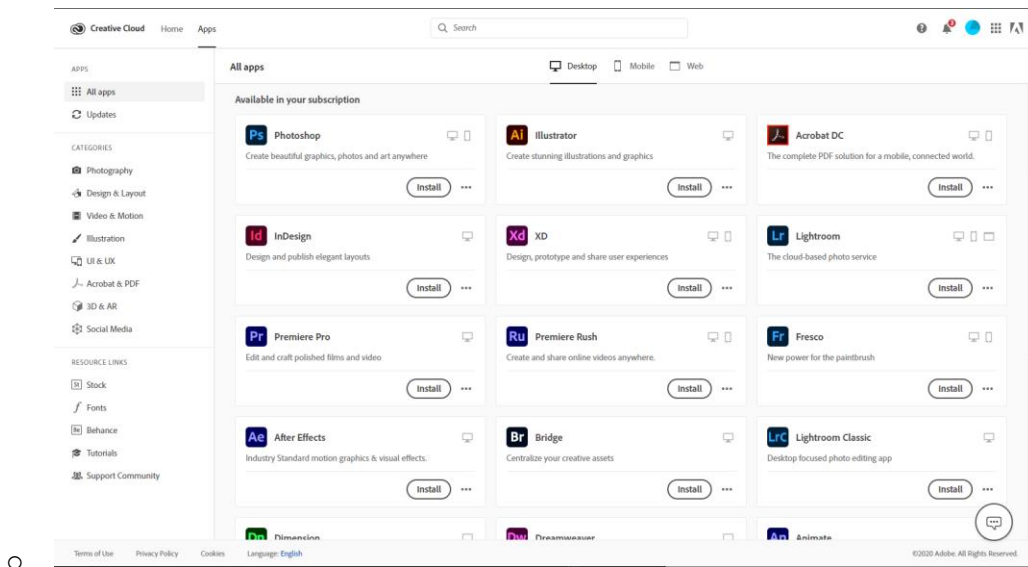 Creative Cloud Home Apps Search
APPS
All apps
Updates
CATEGORIES
Photography
Design & Layout
Video & Motion
Illustration
UI & UX
Acrobat & PDF
3D & AR
Social Media
RESOURCE LINKS
St Stock
Fonts
Be Behance
Tutorials
Support Community
All apps Desktop Mobile Web
Available in your subscription
Ps Photoshop
Create beautiful graphics, photos and art anywhere
Install
Ai Illustrator
Create stunning illustrations and graphics
Install
Acrobat DC
The complete PDF solution for a mobile, connected world.
Install
Id InDesign
Design and publish elegant layouts
Install
Xd XD
Design, prototype and share user experiences
Install
Lr Lightroom
The cloud-based photo service
Install
Pr Premiere Pro
Edit and craft polished films and video
Install
Ru Premiere Rush
Create and share online videos anywhere.
Install
Fr Fresco
New power for the paintbrush
Install
Ae After Effects
Industry Standard motion graphics & visual effects.
Install
Br Bridge
Centralize your creative assets
Install
LrC Lightroom Classic
Desktop focused photo editing app
Install
Dn Dimension
Dw Dreamweaver
An Animate
Terms of Use Privacy Policy Cookies Language: English ©2020 Adobe. All Rights Reserved.